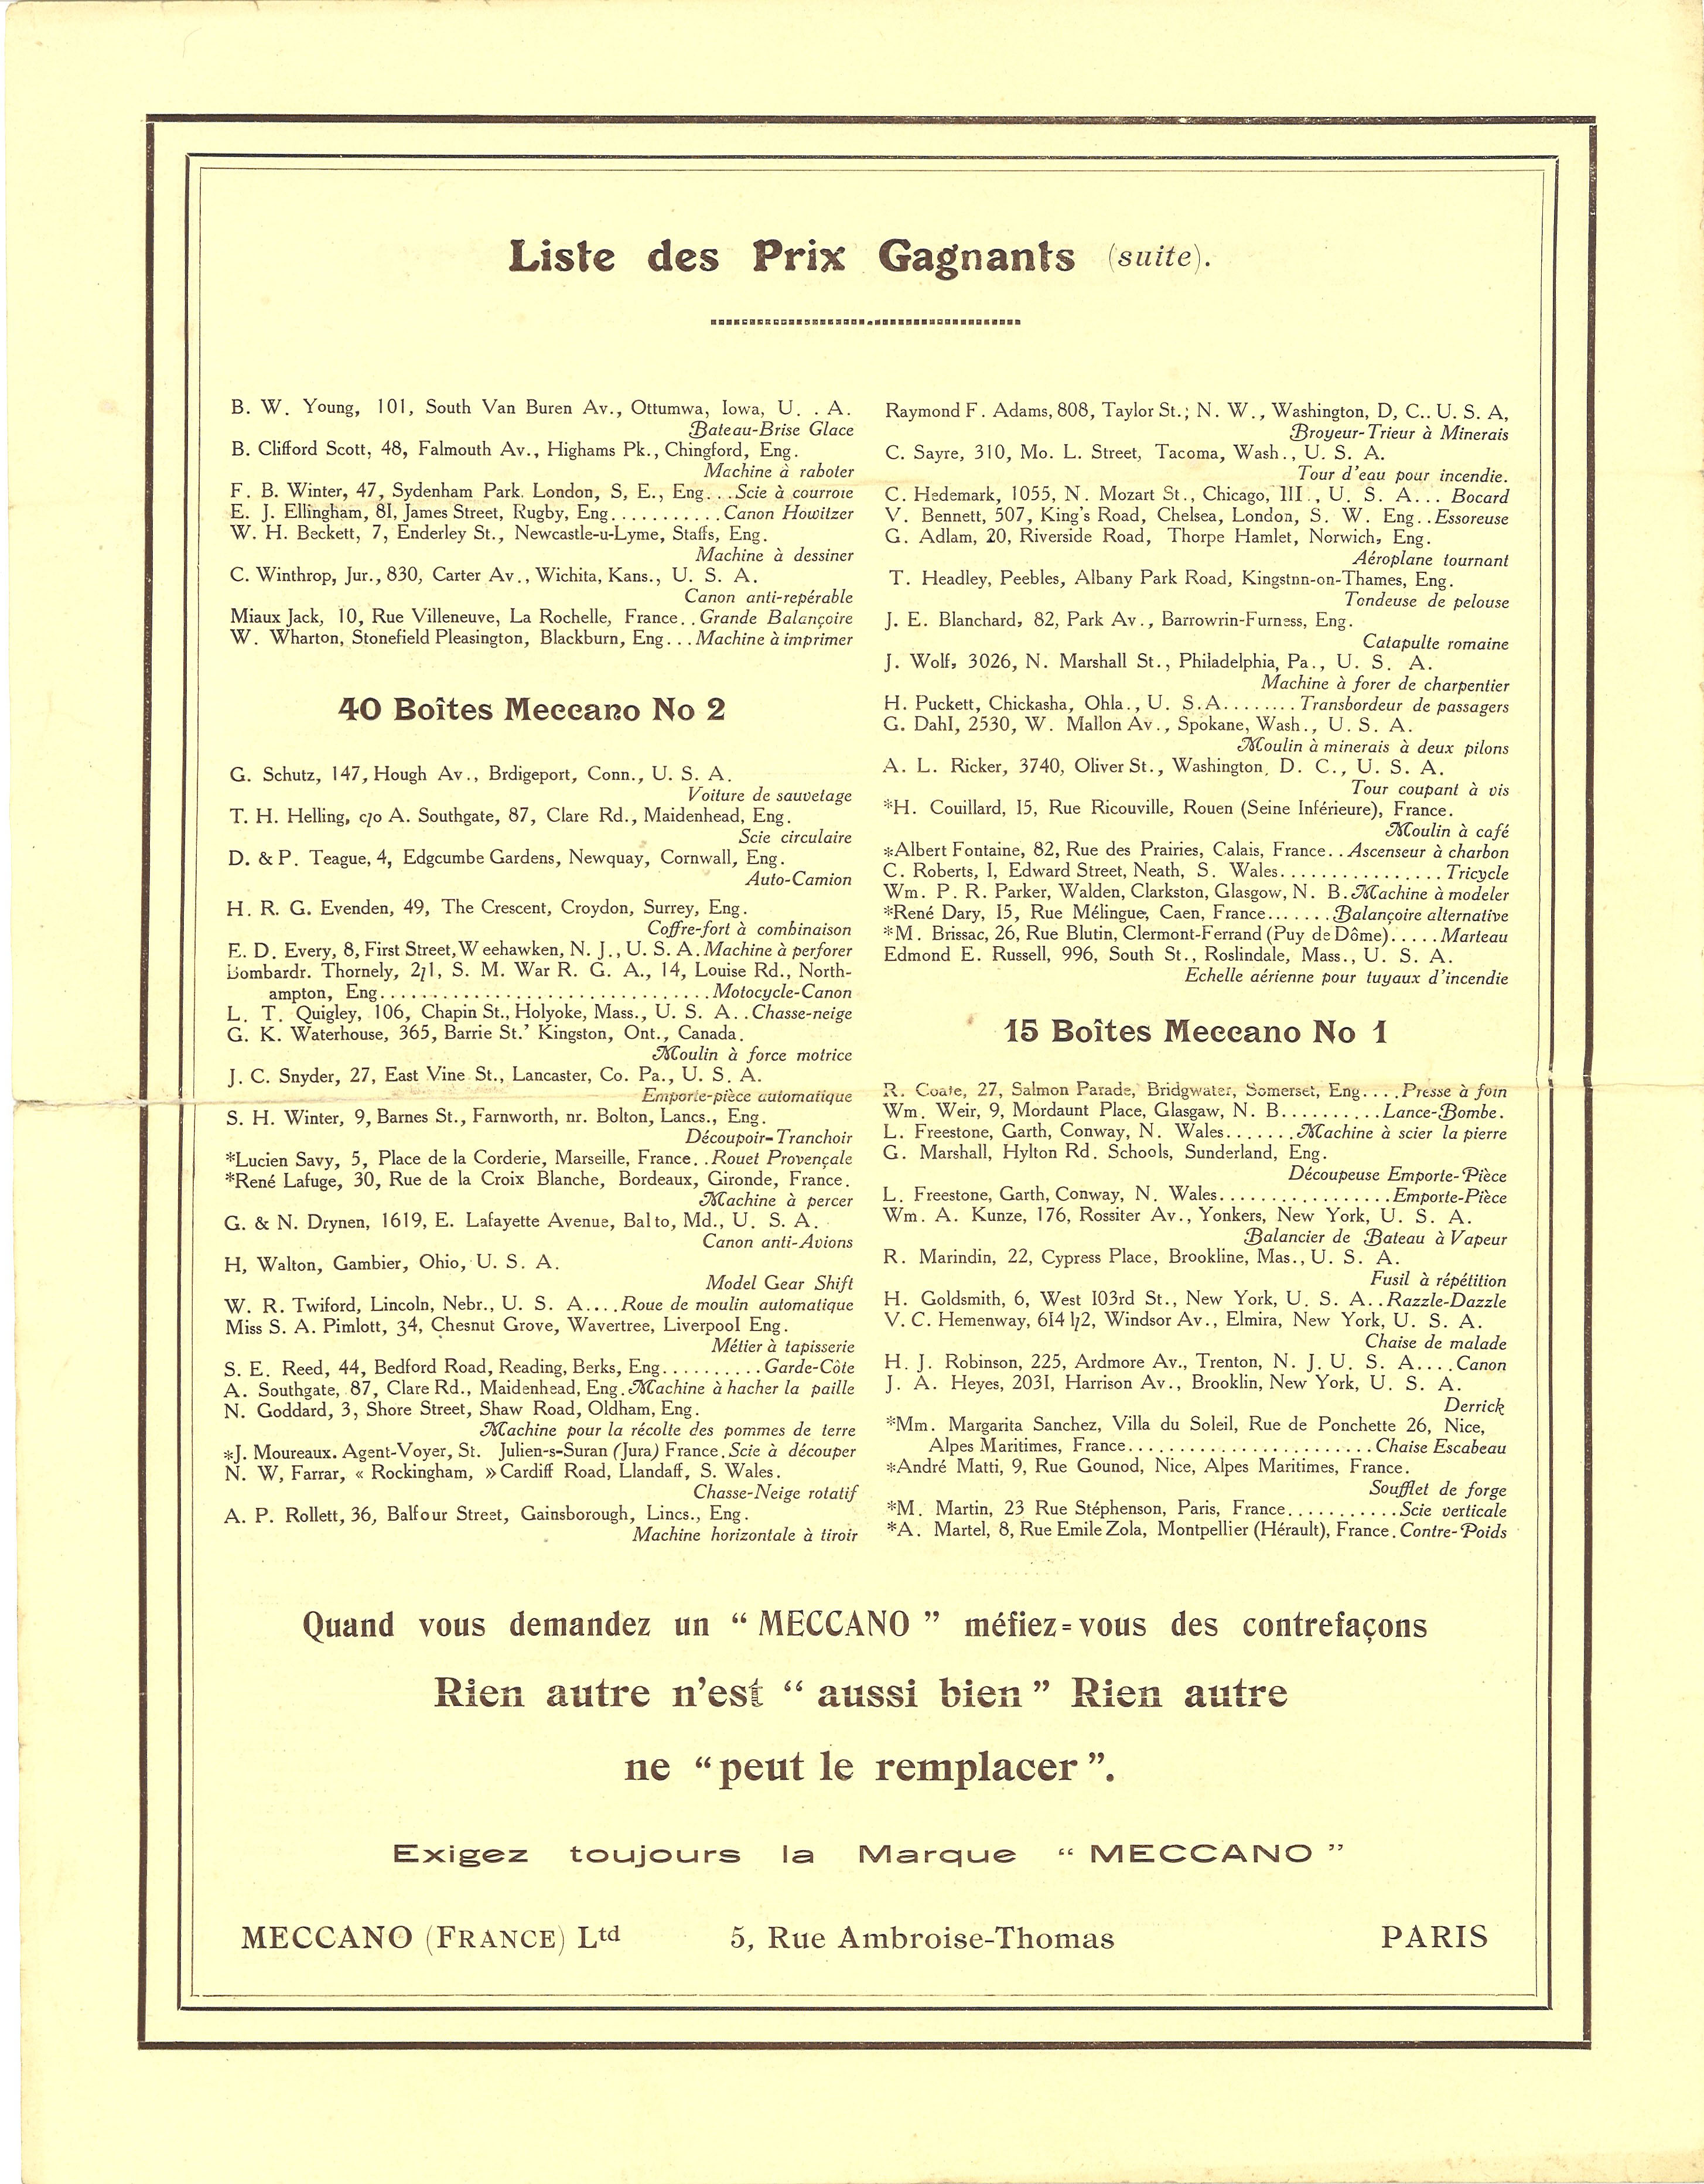 Liste des Prix Gagnants (suite).
B. W. Young, 101, South Van Buren Av., Ottumwa, Iowa, U. . A.
Bateau-Brise Glace
B. Clifford Scott, 48, Falmouth Av., Highams Pk., Chingford, Eng.
Machine à raboter
F. B. Winter, 47, Sydenham Park. London, S, E., Eng...Scie à courroie
E. J. Ellingham, 81, James Street, Rugby, Eng...........Canon Howitzer
W. H. Beckett, 7, Enderley St., Newcastle-u-Lyme, Staffs, Eng.
Machine à dessiner
C. Winthrop, Jur., 830, Carter Av., Wichita, Kans., U. S. A.
Canon anti-repérable
Miaux Jack, 10, Rue Villeneuve, La Rochelle, France..Grande Balançoire
W. Wharton, Stonefield Pleasington, Blackburn, Eng...Machine à imprimer
40 Boîtes Meccano No 2
G. Schutz, 147, Hough Av., Brdigeport, Conn., U. S. A.
Voiture de sauvetage
T. H. Helling, c/o A. Southgate, 87, Clare Rd., Maidenhead, Eng.
Scie circulaire
D. & P. Teague, 4, Edgcumbe Gardens, Newquay, Cornwall, Eng.
Auto-Camion
H. R. G. Evenden, 49, The Crescent, Croydon, Surrey, Eng.
Coffre-fort à combinaison
E. D. Every, 8, First Street, Weehawken, N. J., U. S. A. Machine à perforer
Bombardr. Thornely, 2/1, S. M. War R. G. A., 14, Louise Rd., North-
ampton, Eng................................Motocycle-Canon
L. T. Quigley, 106, Chapin St., Holyoke, Mass., U. S. A..Chasse-neige
G. K. Waterhouse, 365, Barrie St.' Kingston, Ont., Canada.
Moulin à force motrice
J. C. Snyder, 27, East Vine St., Lancaster, Co. Pa., U. S. A.
Emporte-pièce automatique
S. H. Winter, 9, Barnes St., Farnworth, nr. Bolton, Lancs., Eng.
Découpoir-Tranchoir
*Lucien Savy, 5, Place de la Corderie, Marseille, France..Rouet Provençale
*René Lafuge, 30, Rue de la Croix Blanche, Bordeaux, Gironde, France.
Machine à percer
G. & N. Drynen, 1619, E. Lafayette Avenue, Balto, Md., U. S. A.
Canon anti-Avions
H, Walton, Gambier, Ohio, U. S. A.
Model Gear Shift
W. R. Twiford, Lincoln, Nebr., U. S. A....Roue de moulin automatique
Miss S. A. Pimlott, 34, Chesnut Grove, Wavertree, Liverpool Eng.
Métier à tapisserie
S. E. Reed, 44, Bedford Road, Reading, Berks, Eng..........Garde-Côte
A. Southgate, 87, Clare Rd., Maidenhead, Eng. Machine à hacher la paille
N. Goddard, 3, Shore Street, Shaw Road, Oldham, Eng.
Machine pour la récolte des pommes de terre
*J. Moureaux. Agent-Voyer, St. Julien-s-Suran (Jura) France. Scie à découper
N. W, Farrar, « Rockingham, » Cardiff Road, Llandaff, S. Wales.
Chasse-Neige rotatif
A. P. Rollett, 36, Balfour Street, Gainsborough, Lincs., Eng.
Machine horizontale à tiroir
Raymond F. Adams, 808, Taylor St.; N. W., Washington, D, C.. U. S. A,
Broyeur-Trieur à Minerais
C. Sayre, 310, Mo. L. Street, Tacoma, Wash., U. S. A.
Tour d'eau pour incendie.
C. Hedemark, 1055, N. Mozart St., Chicago, Ill., U. S. A... Bocard
V. Bennett, 507, King's Road, Chelsea, London, S. W. Eng..Essoreuse
G. Adlam, 20, Riverside Road, Thorpe Hamlet, Norwich, Eng.
Aéroplane tournant
T. Headley, Peebles, Albany Park Road, Kingstnn-on-Thames, Eng.
Tondeuse de pelouse
J. E. Blanchard, 82, Park Av., Barrowrin-Furness, Eng.
Catapulte romaine
J. Wolf, 3026, N. Marshall St., Philadelphia, Pa., U. S. A.
Machine à forer de charpentier
H. Puckett, Chickasha, Ohla., U. S.A........Transbordeur de passagers
G. Dahl, 2530, W. Mallon Av., Spokane, Wash., U. S. A.
Moulin à minerais à deux pilons
A. L. Ricker, 3740, Oliver St., Washington, D. C., U. S. A.
Tour coupant à vis
*H. Couillard, 15, Rue Ricouville, Rouen (Seine Inférieure), France.
Moulin à café
*Albert Fontaine, 82, Rue des Prairies, Calais, France..Ascenseur à charbon
C. Roberts, 1, Edward Street, Neath, S. Wales................Tricycle
Wm. P. R. Parker, Walden, Clarkston, Glasgow, N. B. Machine à modeler
*René Dary, 15, Rue Mélingue, Caen, France.......Balançoire alternative
*M. Brissac, 26, Rue Blutin, Clermont-Ferrand (Puy de Dôme).....Marteau
Edmond E. Russell, 996, South St., Roslindale, Mass., U. S. A.
Echelle aérienne pour tuyaux d'incendie
15 Boîtes Meccano No 1
R. Coate, 27, Salmon Parade, Bridgwater, Somerset, Eng....Presse à foin
Wm. Weir, 9, Mordaunt Place, Glasgaw, N. B..........Lance-Bombe.
L. Freestone, Garth, Conway, N. Wales.......Machine à scier la pierre
G. Marshall, Hylton Rd. Schools, Sunderland, Eng.
Découpeuse Emporte-Pièce
L. Freestone, Garth, Conway, N. Wales.................Emporte-Pièce
Wm. A. Kunze, 176, Rossiter Av., Yonkers, New York, U. S. A.
Balancier de Bateau à Vapeur
R. Marindin, 22, Cypress Place, Brookline, Mas., U. S. A.
Fusil à répétition
H. Goldsmith, 6, West 103rd St., New York, U. S. A..Razzle-Dazzle
V. C. Hemenway, 614 1/2, Windsor Av., Elmira, New York, U. S. A.
Chaise de malade
H. J. Robinson, 225, Ardmore Av., Trenton, N. J. U. S. A....Canon
J. A. Heyes, 2031, Harrison Av., Brooklin, New York, U. S. A.
Derrick
*Mm. Margarita Sanchez, Villa du Soleil, Rue de Ponchette 26, Nice,
Alpes Maritimes, France........................Chaise Escabeau
*André Matti, 9, Rue Gounod, Nice, Alpes Maritimes, France.
Soufflet de forge
*M. Martin, 23 Rue Stéphenson, Paris, France...........Scie verticale
*A. Martel, 8, Rue Emile Zola, Montpellier (Hérault), France. Contre-Poids
Quand vous demandez un “ MECCANO ” méfiez=vous des contrefaçons
Rien autre n'est “ aussi bien ” Rien autre
ne “ peut le remplacer ”.
Exigez toujours la Marque “ MECCANO ”
MECCANO (FRANCE) Ltd 5, Rue Ambroise-Thomas PARIS